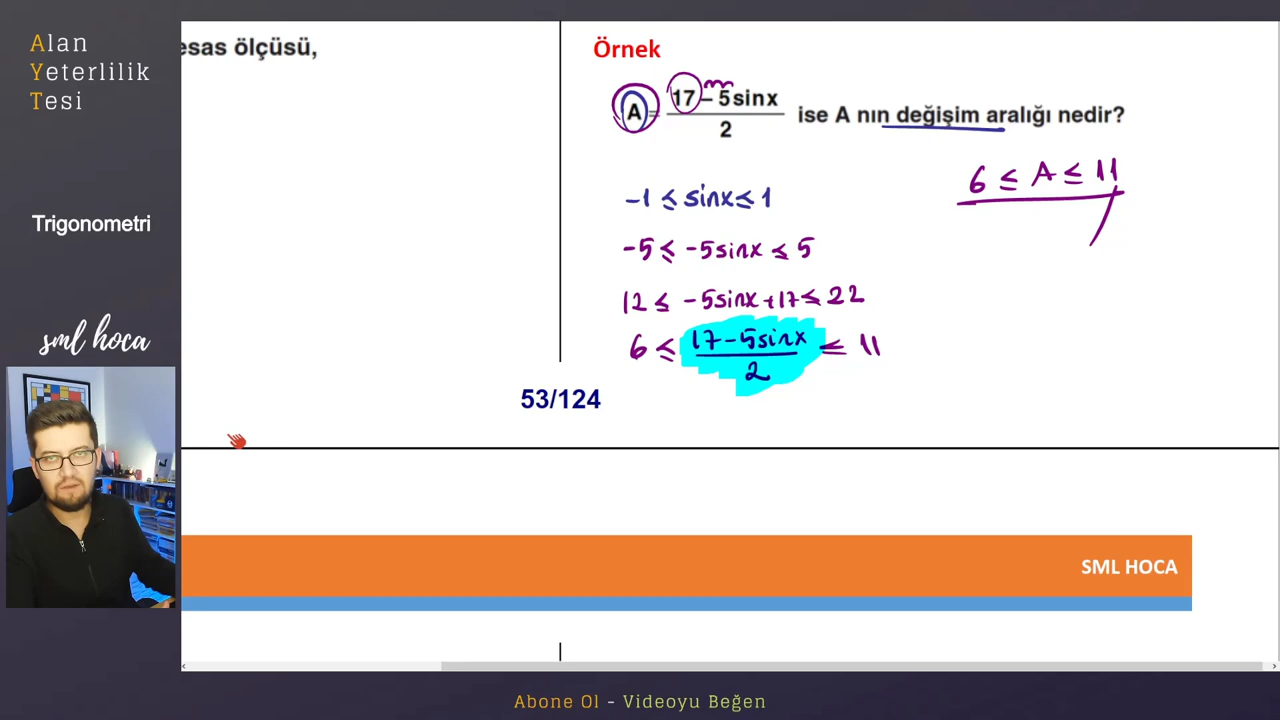 Alan
Yeterlilik
Tesi
Trigonometri
sml hoca
esas ölçüsü,
53/124
Örnek
A = 17 – 5sinx / 2 ise A nın değişim aralığı nedir?
-1 ≤ sinx ≤ 1
-5 ≤ -5sinx ≤ 5
12 ≤ -5sinx+17 ≤ 22
6 ≤ 17-5sinx / 2 ≤ 11
6 ≤ A ≤ 11
SML HOCA
Abone Ol - Videoyu Beğen